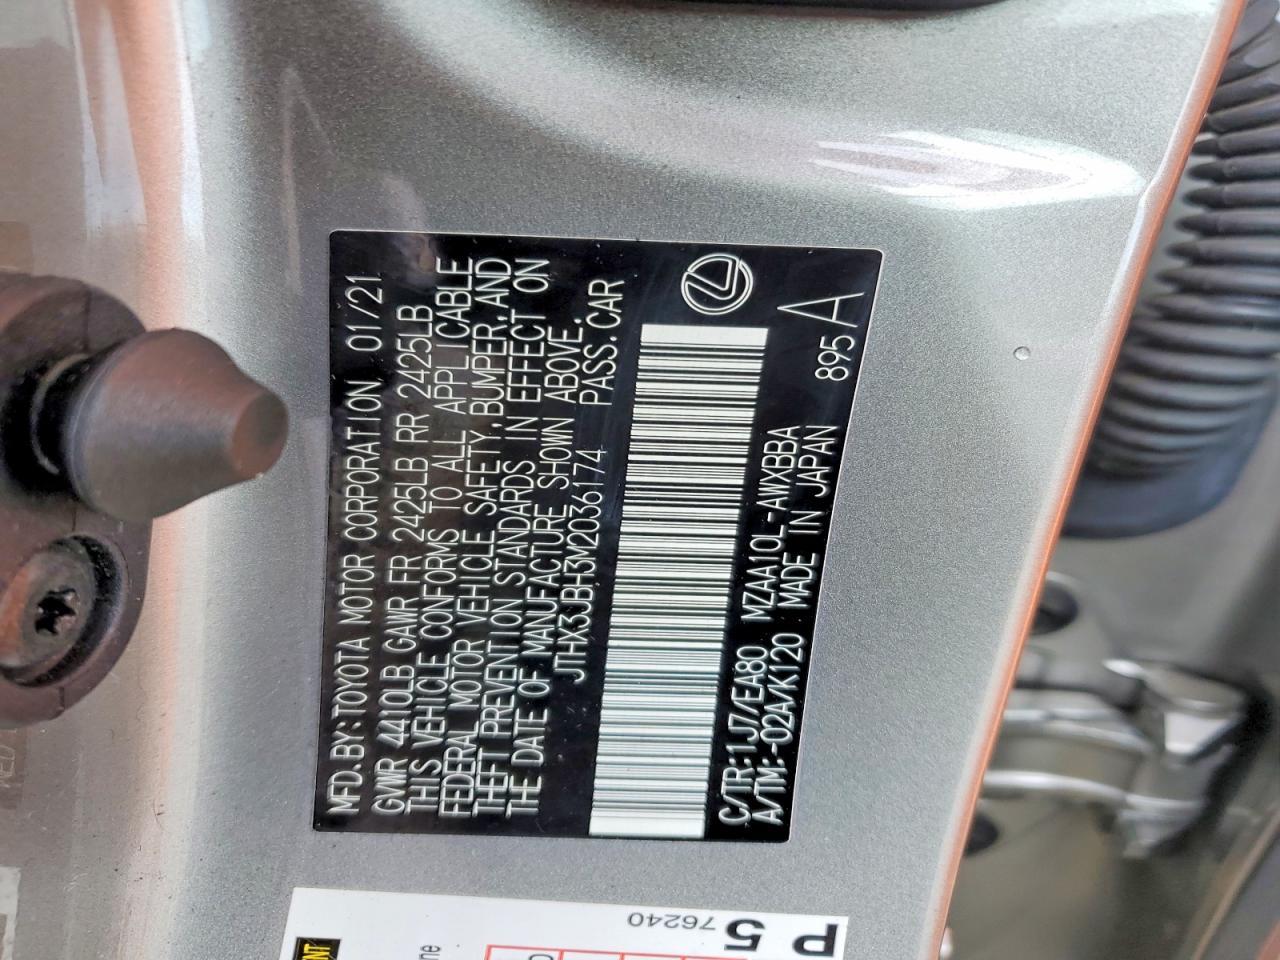 MFD.BY:TOYOTA MOTOR CORPORATION 01/21
GVWR 4410LB GAWR FR 2425LB RR 2425LB
THIS VEHICLE CONFORMS TO ALL APPLICABLE
FEDERAL MOTOR VEHICLE SAFETY,BUMPER,AND
THEFT PREVENTION STANDARDS IN EFFECT ON
THE DATE OF MANUFACTURE SHOWN ABOVE.
JTHX3JBH3M2036174 PASS.CAR
C/TR:1J7/EA80 MZAA10L-AWXBBA
A/TM:-02A/K120 MADE IN JAPAN 895 A
76240
P
5